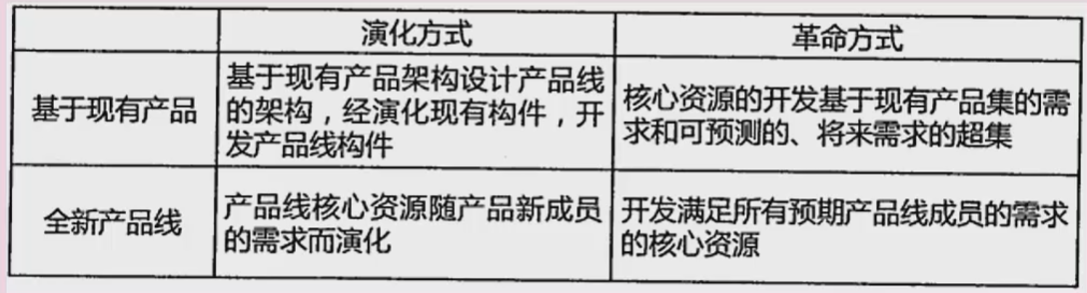 演化方式
革命方式
基于现有产品
基于现有产品架构设计产品线
的架构，经演化现有构件，开
发产品线构件
核心资源的开发基于现有产品集的需
求和可预测的、将来需求的超集
全新产品线
产品线核心资源随产品新成员
的需求而演化
开发满足所有预期产品线成员的需求
的核心资源